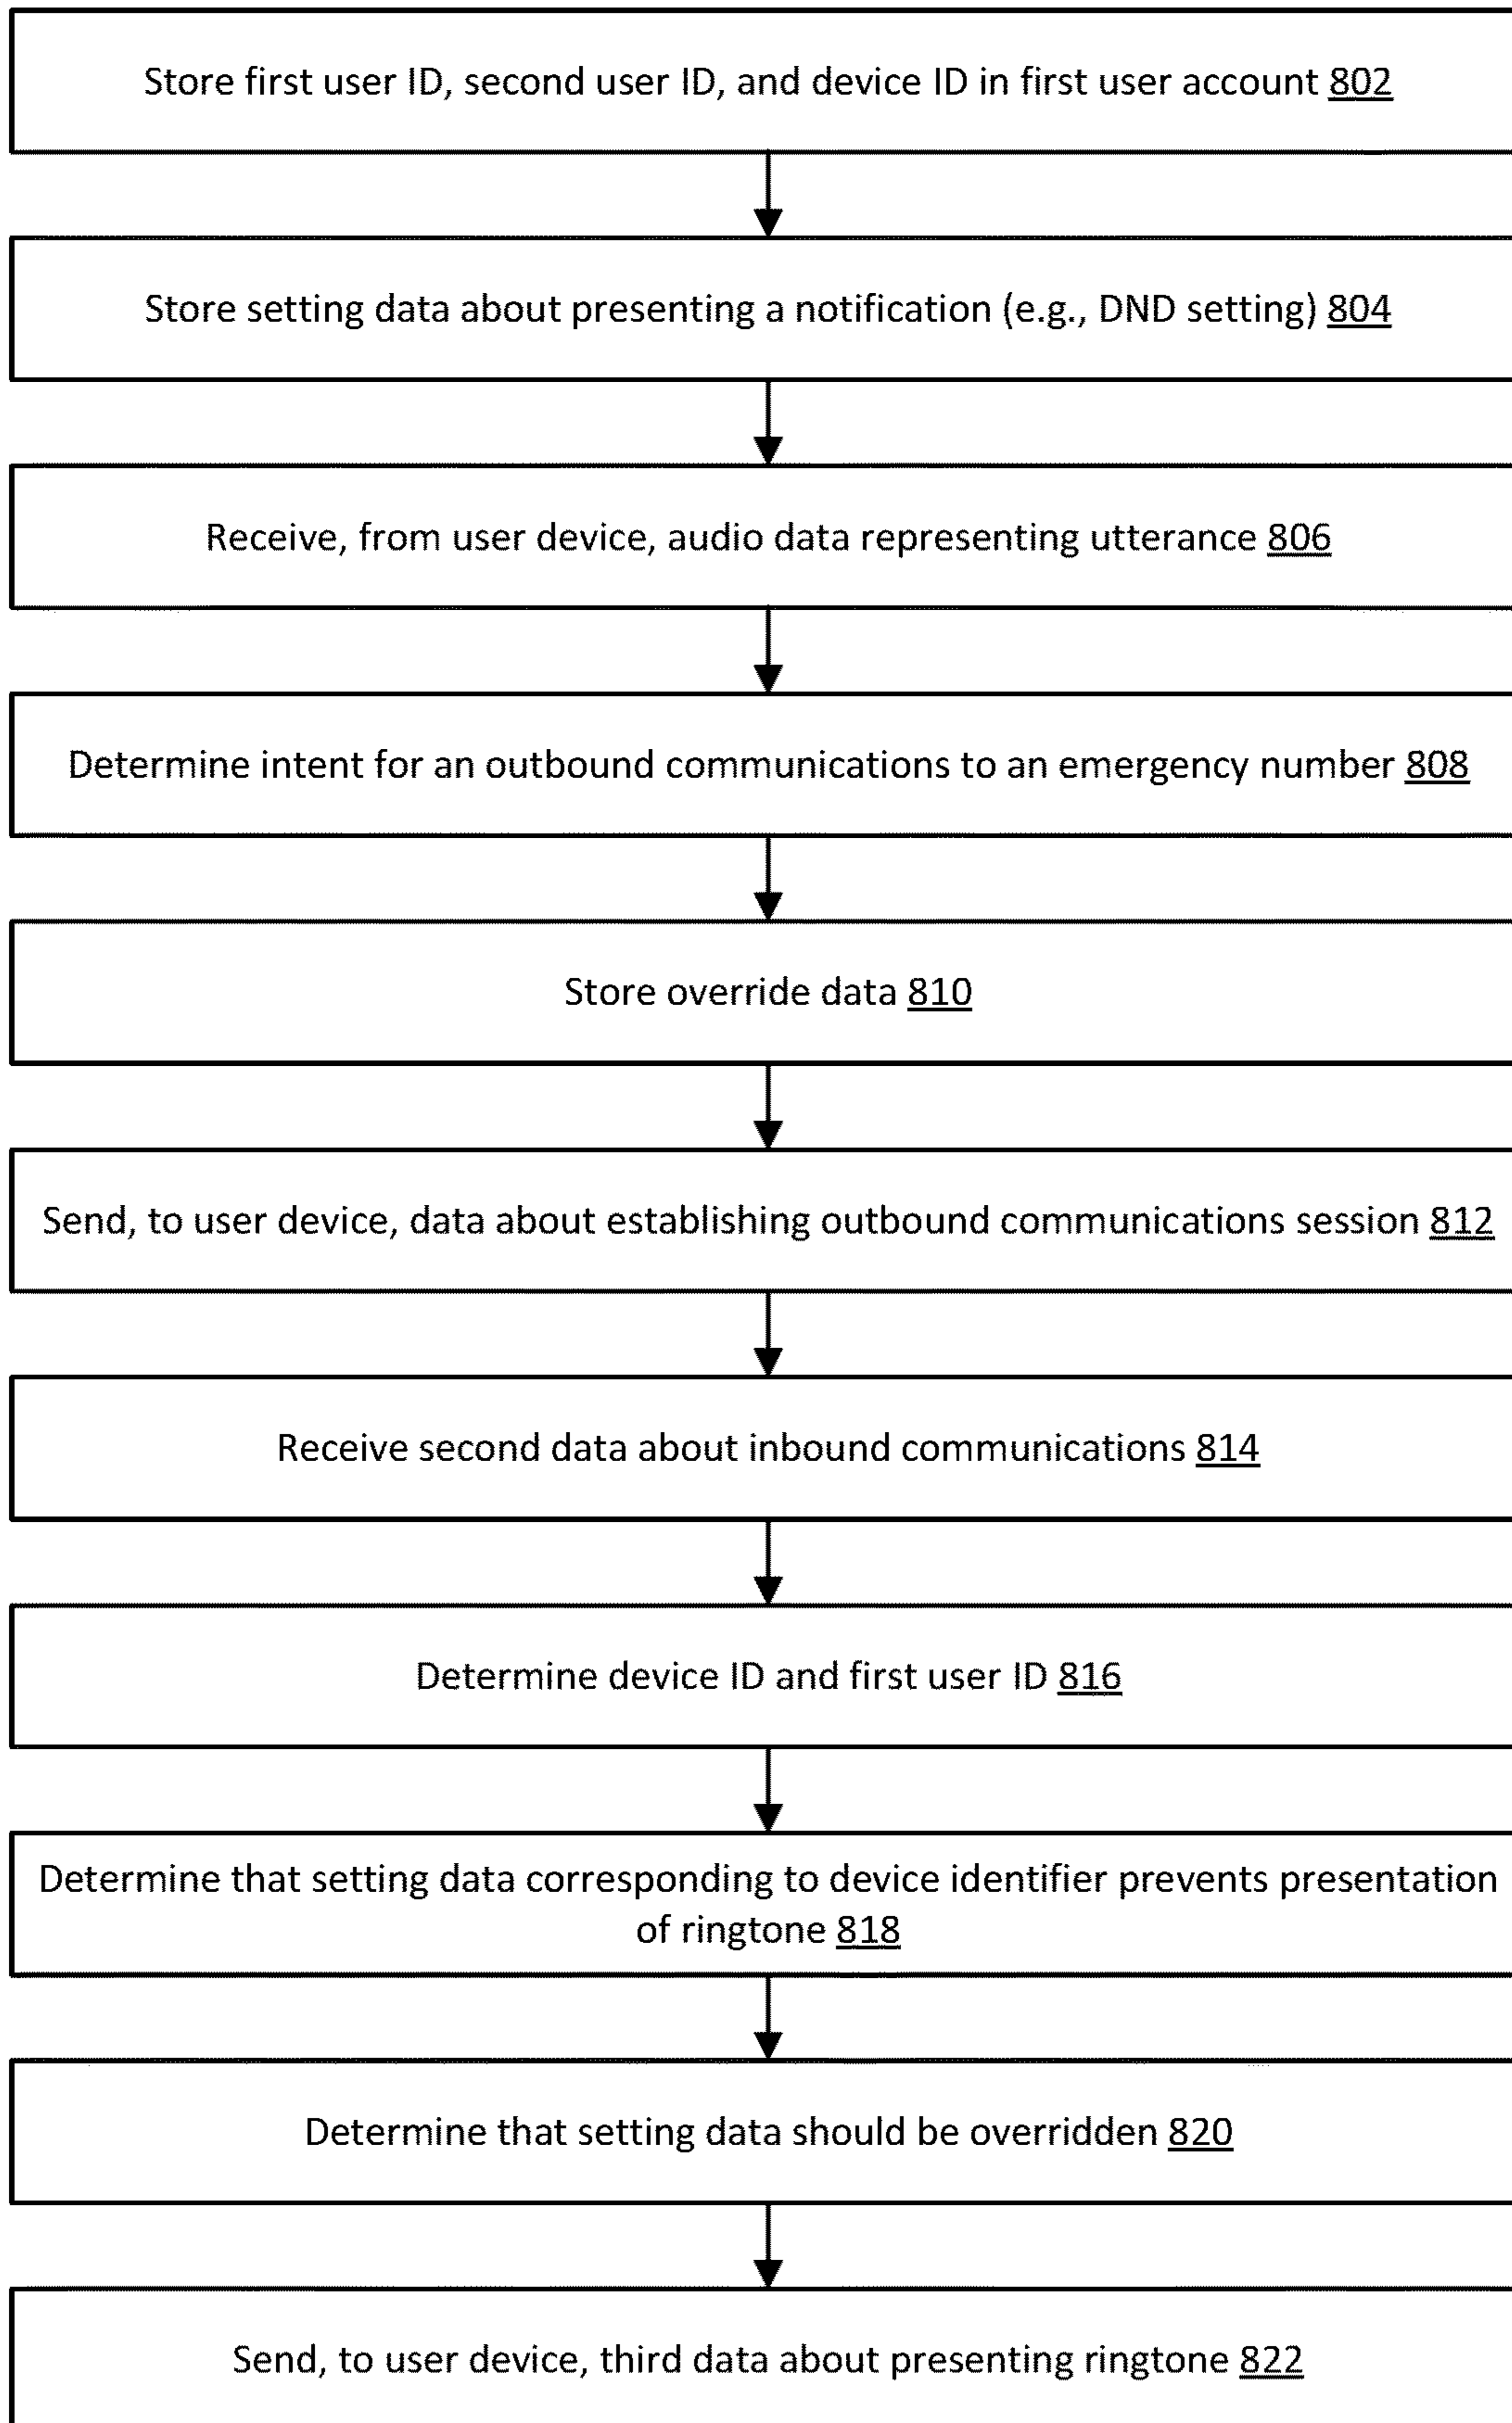 Store first user ID, second user ID, and device ID in first user account 802
Store setting data about presenting a notification (e.g., DND setting) 804
Receive, from user device, audio data representing utterance 806
Determine intent for an outbound communications to an emergency number 808
Store override data 810
Send, to user device, data about establishing outbound communications session 812
Receive second data about inbound communications 814
Determine device ID and first user ID 816
Determine that setting data corresponding to device identifier prevents presentation
of ringtone 818
Determine that setting data should be overridden 820
Send, to user device, third data about presenting ringtone 822